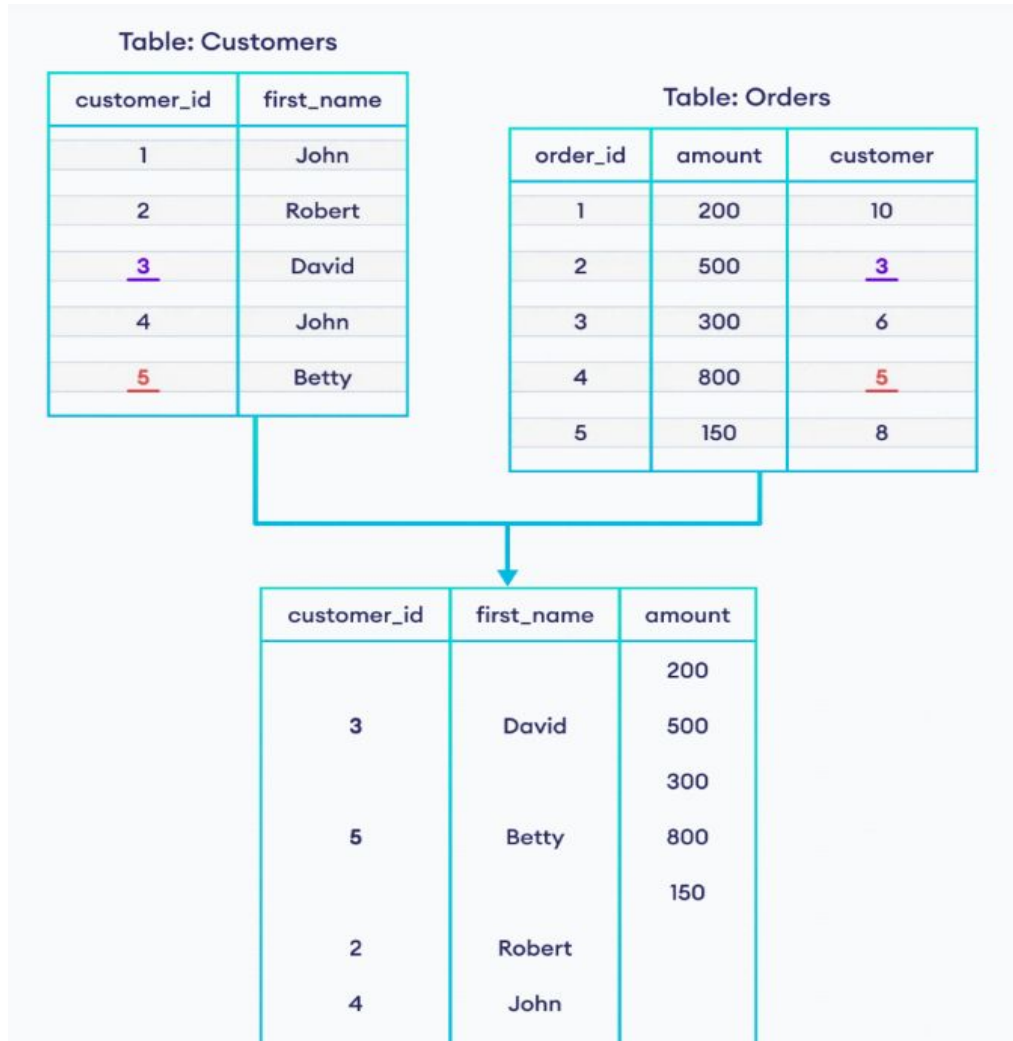 Table: Customers
customer_id first_name
1 John
2 Robert
3 David
4 John
5 Betty
Table: Orders
order_id amount customer
1 200 10
2 500 3
3 300 6
4 800 5
5 150 8
customer_id first_name amount
200
3 David 500
300
5 Betty 800
150
2 Robert
4 John